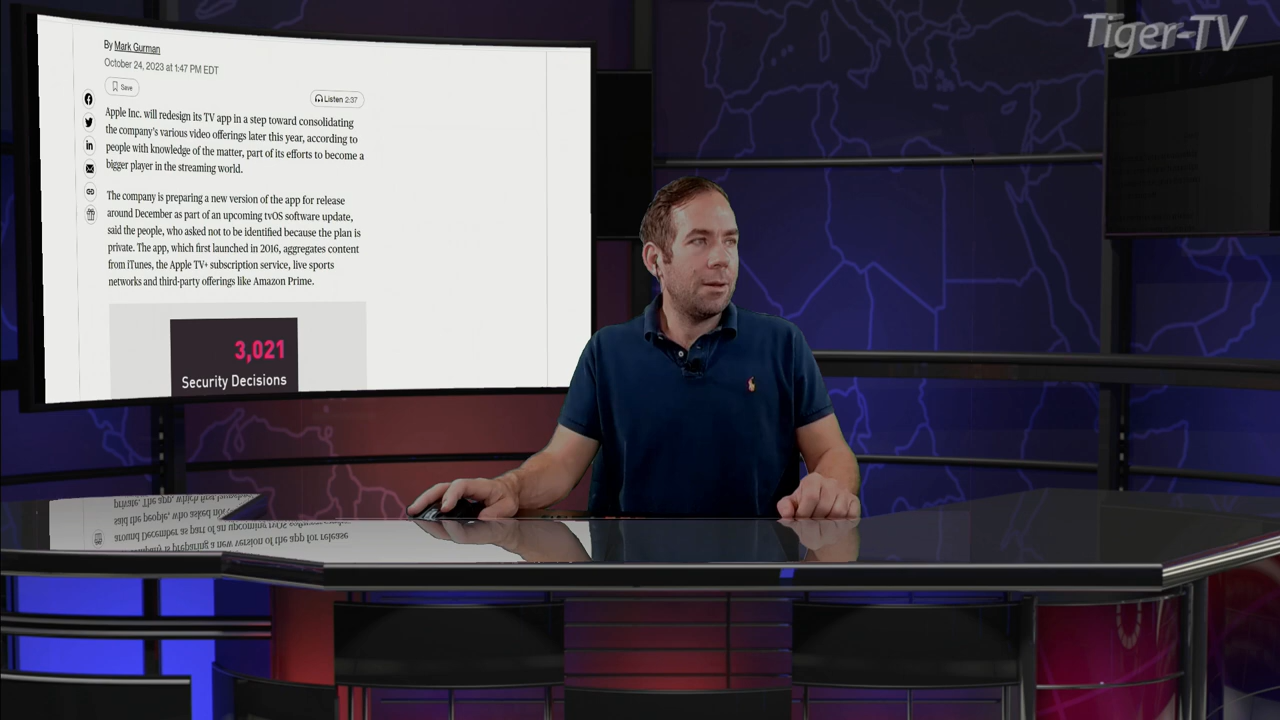 Tiger-TV
By Mark Gurman
October 24, 2023 at 1:47 PM EDT
Save
Listen 2:37
Apple Inc. will redesign its TV app in a step toward consolidating
the company's various video offerings later this year, according to
people with knowledge of the matter, part of its efforts to become a
bigger player in the streaming world.
The company is preparing a new version of the app for release
around December as part of an upcoming tvOS software update,
said the people, who asked not to be identified because the plan is
private. The app, which first launched in 2016, aggregates content
from iTunes, the Apple TV+ subscription service, live sports
networks and third-party offerings like Amazon Prime.
3,021
Security Decisions